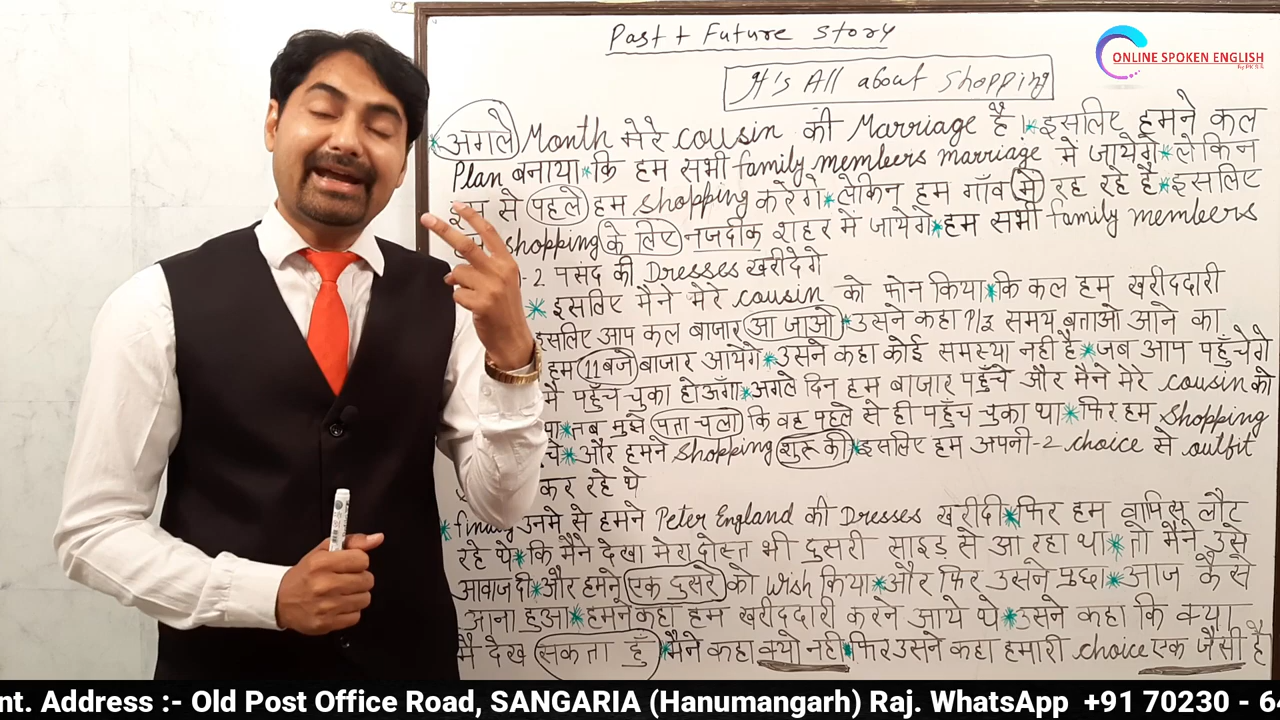 Past + Future Story
ONLINE SPOKEN ENGLISH
It's All about shopping
* अगले Month मेरे cousin की Marriage है। * इसलिए हमने कल
Plan बनाया * कि हम सभी family members marriage में जायेंगे * लेकिन
इस से पहले हम shopping करेंगे * लेकिन हम गाँव में रह रहे है * इसलिए
shopping के लिए नजदीक शहर में जायेंगे * हम सभी family members
-2 पसंद की Dresses खरीदेगे
* इसलिए मैने मेरे cousin को फोन किया * कि कल हम खरीददारी
इसलिए आप कल बाजार आ जाओ * उसने कहा Plz समय बताओ आने का
हम 11बजे बाजार आयेगे * उसने कहा कोई समस्या नही है * जब आप पहुँचेगे
मैं पहुँच चुका होऊँगा * अगले दिन हम बाजार पहुँचे और मैने मेरे cousin को
* तब मुझे पता चला कि वह पहले से ही पहुँच चुका था * फिर हम shopping
* और हमने shopping शुरू की * इसलिए हम अपनी-2 choice से outfit
कर रहे थे
* finally उनमे से हमने Peter England की Dresses खरीदी * फिर हम वापिस लौट
रहे थे * कि मैंने देखा मेरा दोस्त भी दुसरी साइड से आ रहा था * तो मैंने उसे
आवाज दी * और हमने एक दुसरे को wish किया * और फिर उसने पुछा * आज कैसे
आना हुआ * हमने कहा हम खरीददारी करने आये थे * उसने कहा कि क्या
मैं देख सकता हुँ * मैंने कहा क्यो नही * फिर उसने कहा हमारी choice एक जैसी है
nt. Address :- Old Post Office Road, SANGARIA (Hanumangarh) Raj. WhatsApp +91 70230 - 6